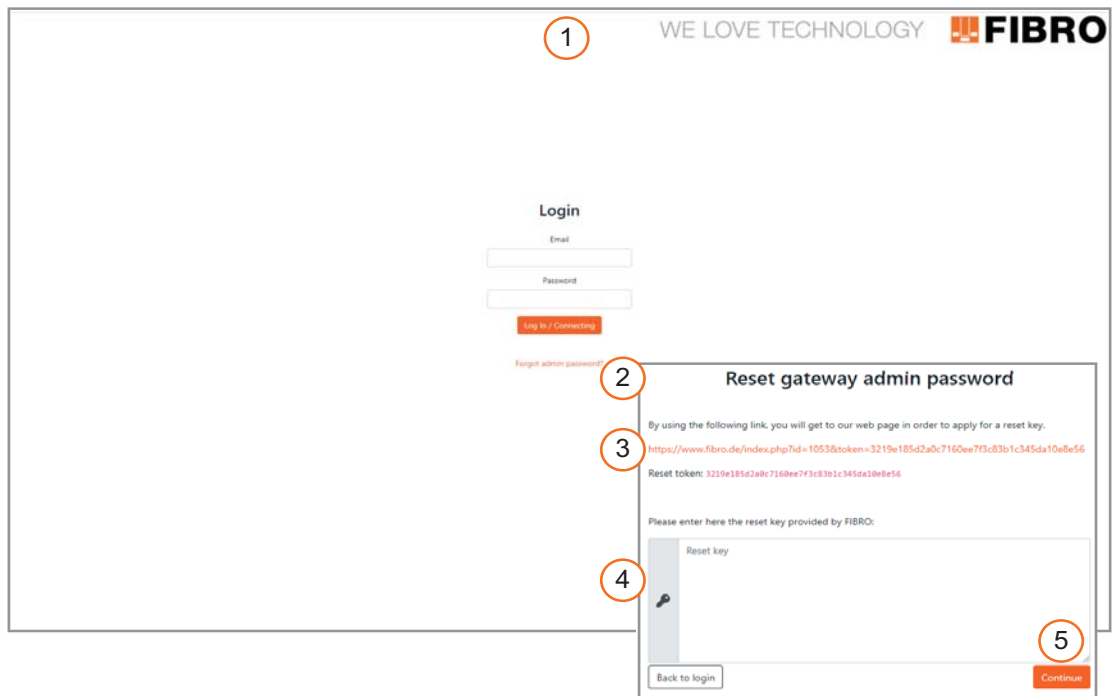 1
WE LOVE TECHNOLOGY FIBRO
Login
Email
Password
Log In / Connecting
Forgot admin password?
2
Reset gateway admin password
By using the following link, you will get to our web page in order to apply for a reset key.
3
https://www.fibro.de/index.php?id=1053&token=3219e185d2a0c7160ee7f3c83b1c345da10e8e56
Reset token: 3219e185d2a0c7160ee7f3c83b1c345da10e8e56
Please enter here the reset key provided by FIBRO:
Reset key
4
5
Back to login Continue